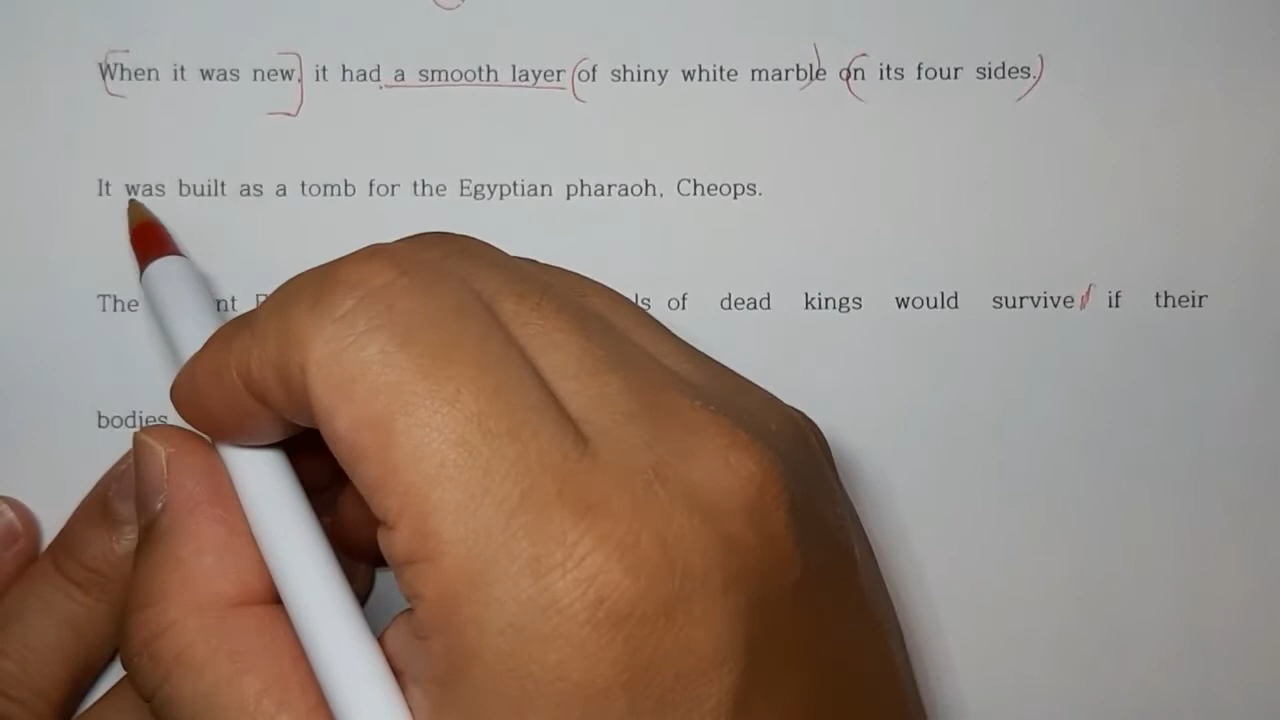 When it was new, it had a smooth layer of shiny white marble on its four sides.
It was built as a tomb for the Egyptian pharaoh, Cheops.
The of dead kings would survive if their
bodies